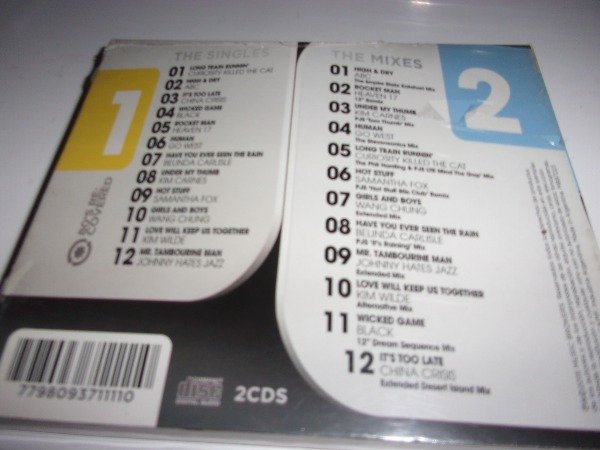 THE SINGLES
1
01 LONG TRAIN RUNNIN'
CURIOSITY KILLED THE CAT
02 HIGH & DRY
ABC
03 IT'S TOO LATE
CHINA CRISIS
04 WICKED GAME
BLACK
05 ROCKET MAN
HEAVEN 17
06 HUMAN
GO WEST
07 HAVE YOU EVER SEEN THE RAIN
BELINDA CARLISLE
08 UNDER MY THUMB
KIM CARNES
09 HOT STUFF
SAMANTHA FOX
10 GIRLS AND BOYS
WANG CHUNG
11 LOVE WILL KEEP US TOGETHER
KIM WILDE
12 MR. TAMBOURINE MAN
JOHNNY HATES JAZZ
THE MIXES
2
01 HIGH & DRY
ABC
02 ROCKET MAN
HEAVEN 17
12" Remix
03 UNDER MY THUMB
KIM CARNES
04 HUMAN
GO WEST
05 LONG TRAIN RUNNIN'
CURIOSITY KILLED THE CAT
06 HOT STUFF
SAMANTHA FOX
07 GIRLS AND BOYS
WANG CHUNG
Extended Mix
08 HAVE YOU EVER SEEN THE RAIN
BELINDA CARLISLE
PJB 'It's Raining' Mix
09 MR. TAMBOURINE MAN
JOHNNY HATES JAZZ
Extended Mix
10 LOVE WILL KEEP US TOGETHER
KIM WILDE
Alternative Mix
11 WICKED GAME
BLACK
12" Dream Sequence Mix
12 IT'S TOO LATE
CHINA CRISIS
Extended Desert Island Mix
7798093711110
disc
2CDS